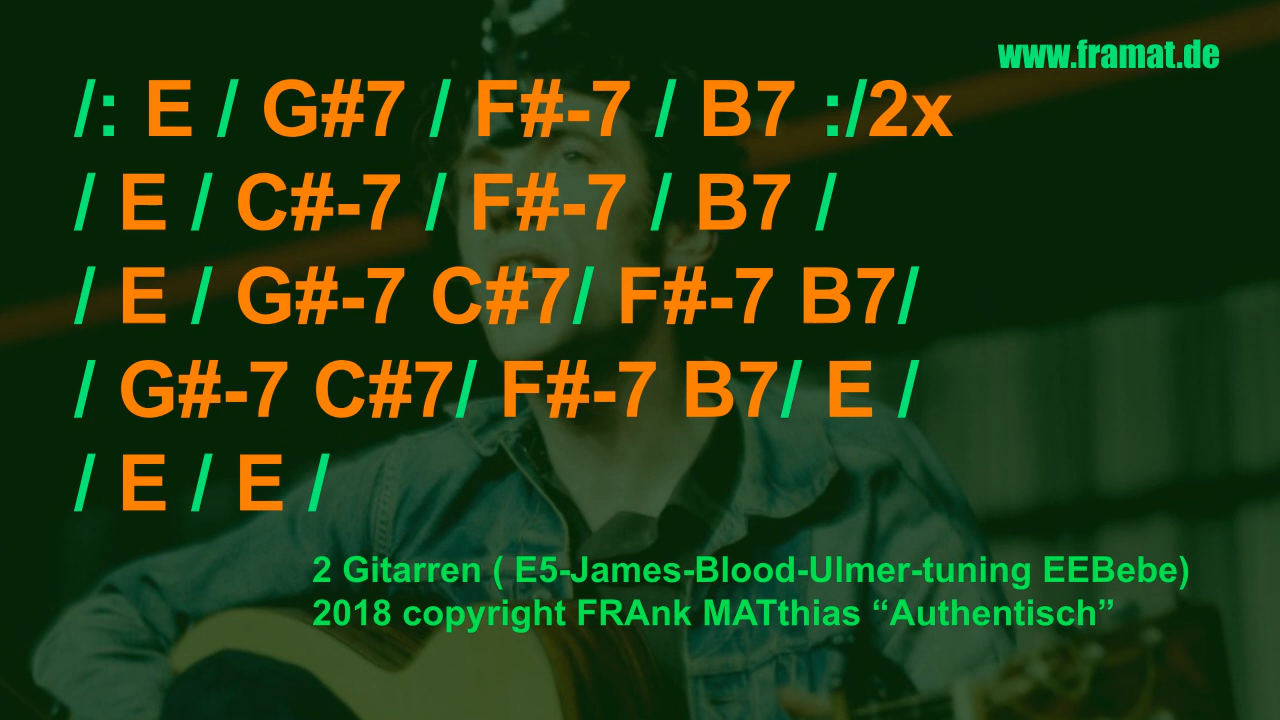 www.framat.de
/: E / G#7 / F#-7 / B7 :/2x
/ E / C#-7 / F#-7 / B7 /
/ E / G#-7 C#7/ F#-7 B7/
/ G#-7 C#7/ F#-7 B7/ E /
/ E / E /
2 Gitarren ( E5-James-Blood-Ulmer-tuning EEBebe)
2018 copyright FRAnk MATthias “Authentisch”